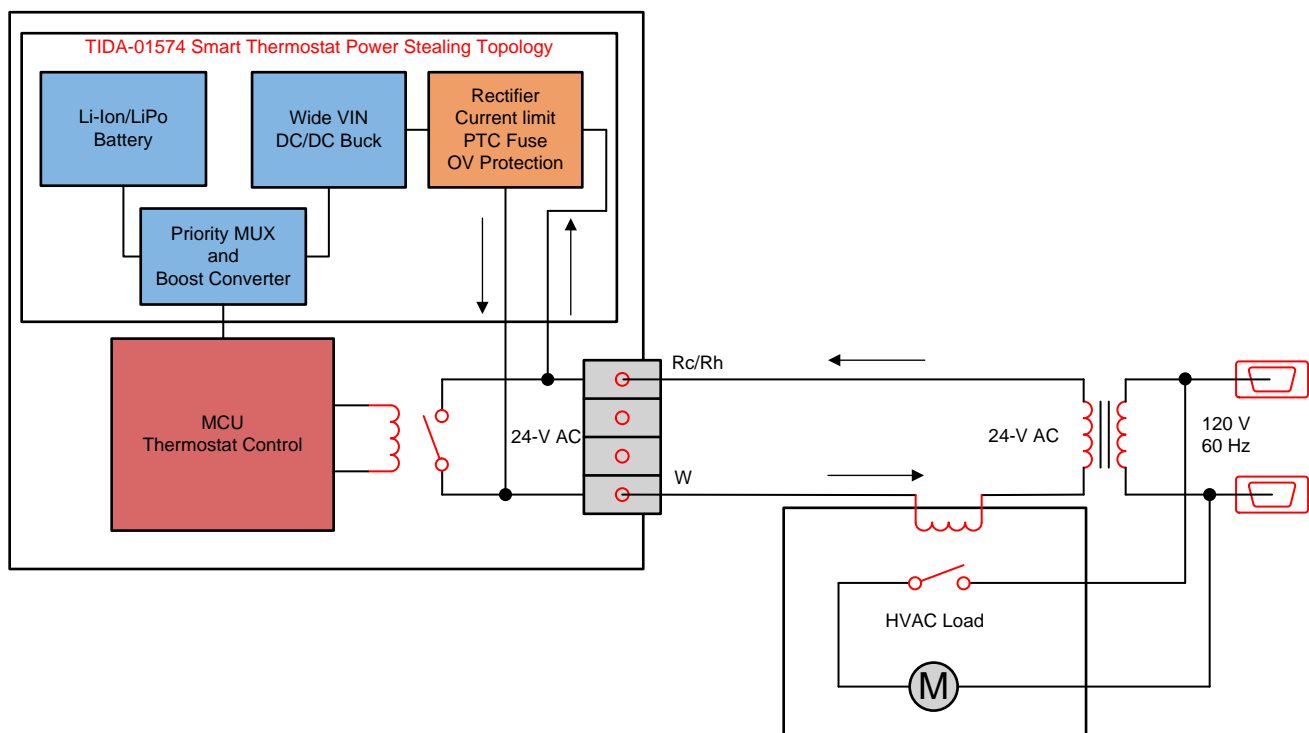 TIDA-01574 Smart Thermostat Power Stealing Topology
Li-Ion/LiPo
Battery
Wide VIN
DC/DC Buck
Rectifier
Current limit
PTC Fuse
OV Protection
Priority MUX
and
Boost Converter
MCU
Thermostat Control
24-V AC
Rc/Rh
W
24-V AC
120 V
60 Hz
HVAC Load
M